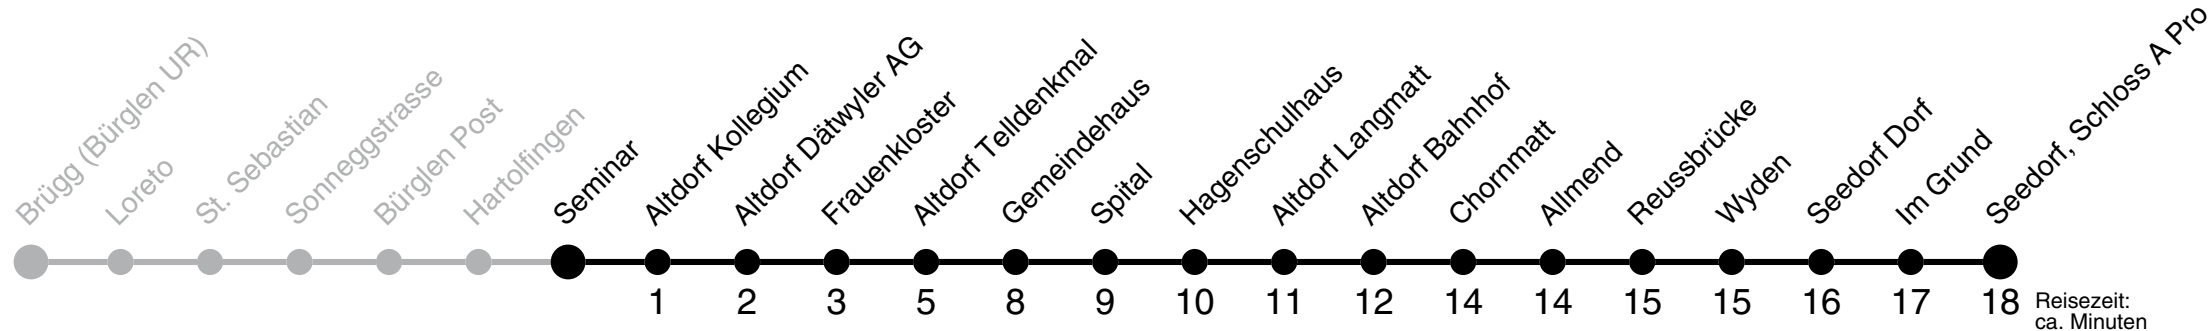 Brügg (Bürglen UR)
Loreto
St. Sebastian
Sonneggstrasse
Bürglen Post
Hartolfingen
Seminar
Altdorf Kollegium
Altdorf Dätwyler AG
Frauenkloster
Altdorf Telldenkmal
Gemeindehaus
Spital
Hagenschulhaus
Altdorf Langmatt
Altdorf Bahnhof
Chornmatt
Allmend
Reussbrücke
Wyden
Seedorf Dorf
Im Grund
Seedorf, Schloss A Pro
1 2 3 5 8 9 10 11 12 14 14 15 15 16 17 18
Reisezeit:
ca. Minuten